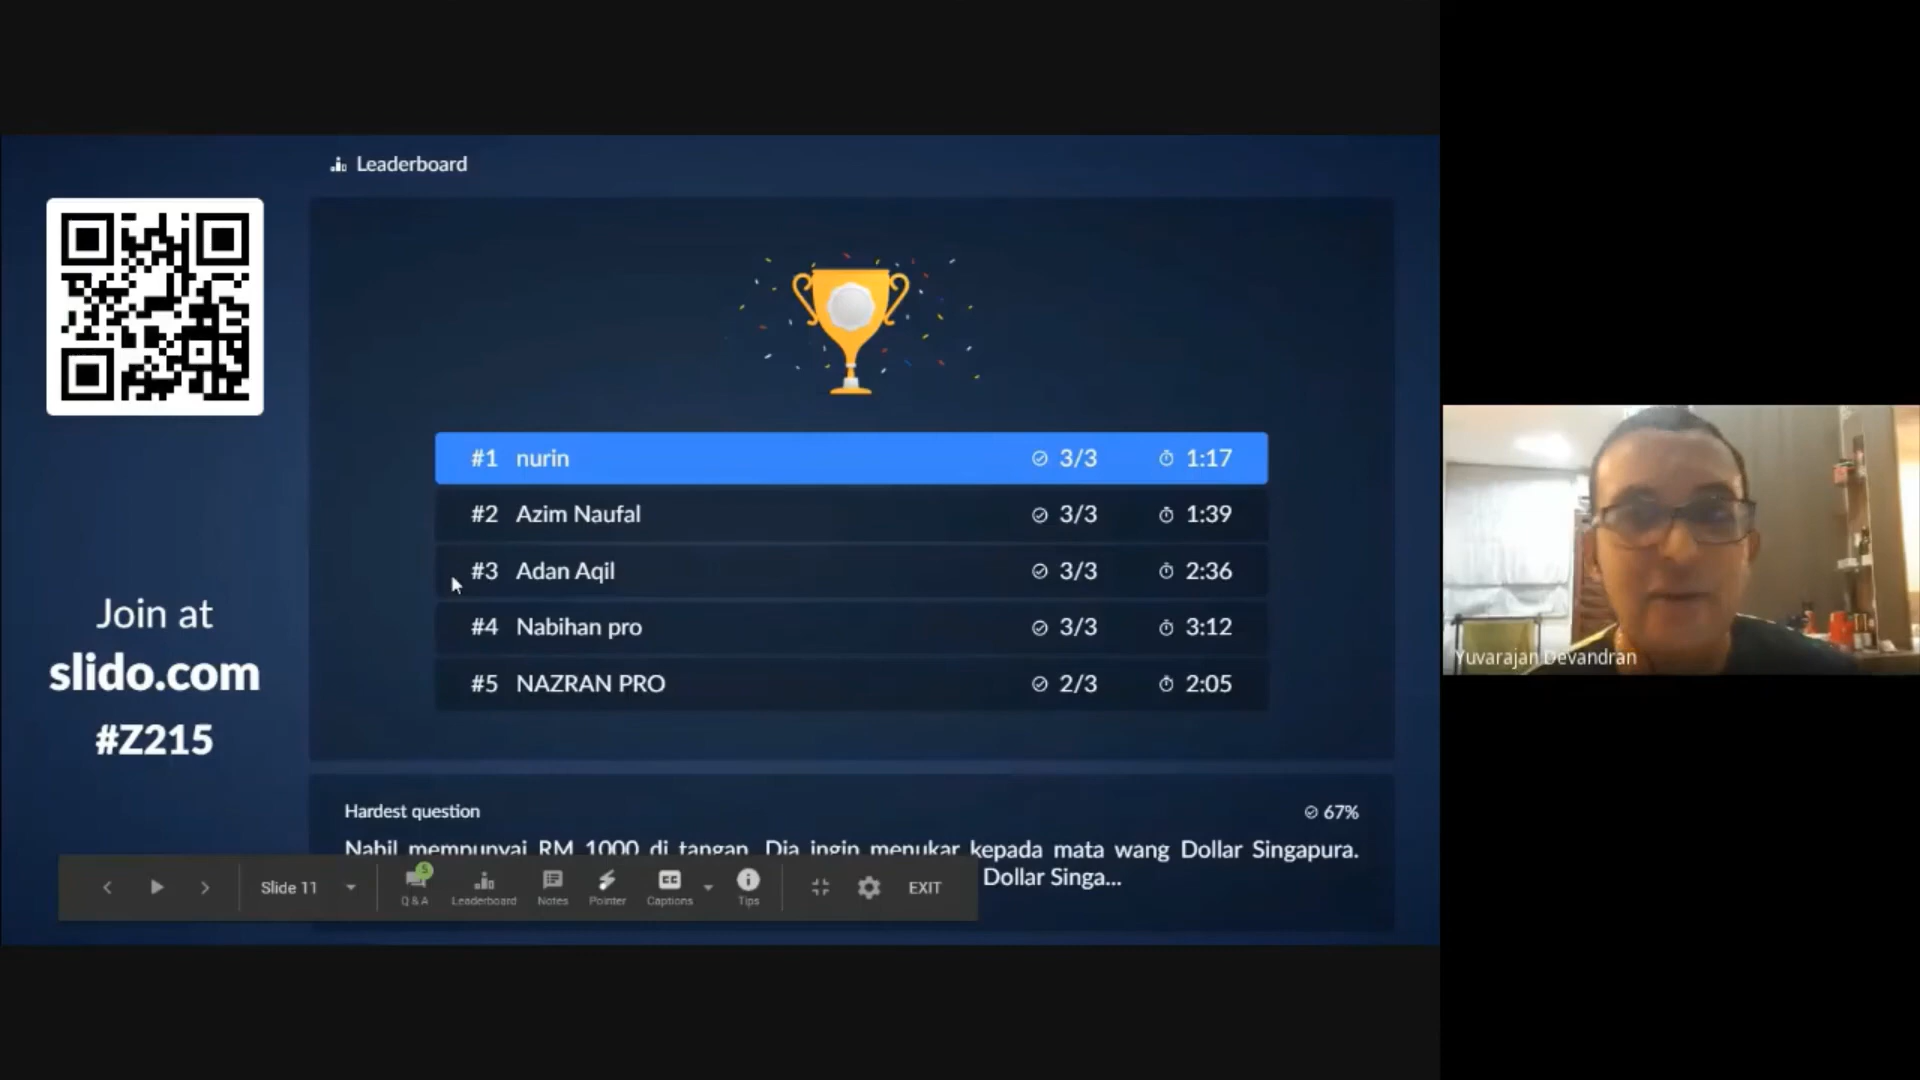 Leaderboard
Join at
slido.com
#Z215
#1 nurin 3/3 1:17
#2 Azim Naufal 3/3 1:39
#3 Adan Aqil 3/3 2:36
#4 Nabihan pro 3/3 3:12
#5 NAZRAN PRO 2/3 2:05
Hardest question 67%
Nabil mempunyai RM 1000 di tangan. Dia ingin menukar kepada mata wang Dollar Singapura.
Dollar Singa...
Slide 11
5
Q & A
Leaderboard
Notes
Pointer
CC
Captions
Tips
EXIT
Yuvarajan Devandran